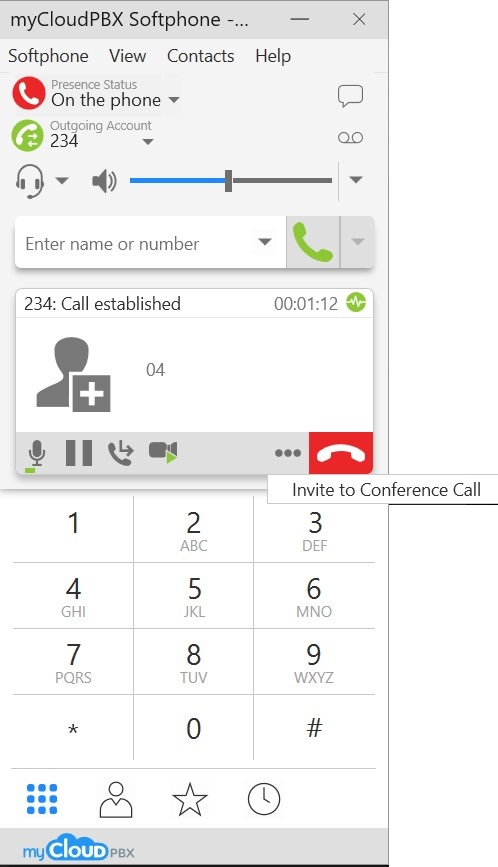 myCloudPBX Softphone -...
Softphone View Contacts Help
Presence Status
On the phone
Outgoing Account
234
Enter name or number
234: Call established 00:01:12
04
Invite to Conference Call
1 2 3
ABC DEF
4 5 6
GHI JKL MNO
7 8 9
PQRS TUV WXYZ
* 0 #
myCLOUDPBX